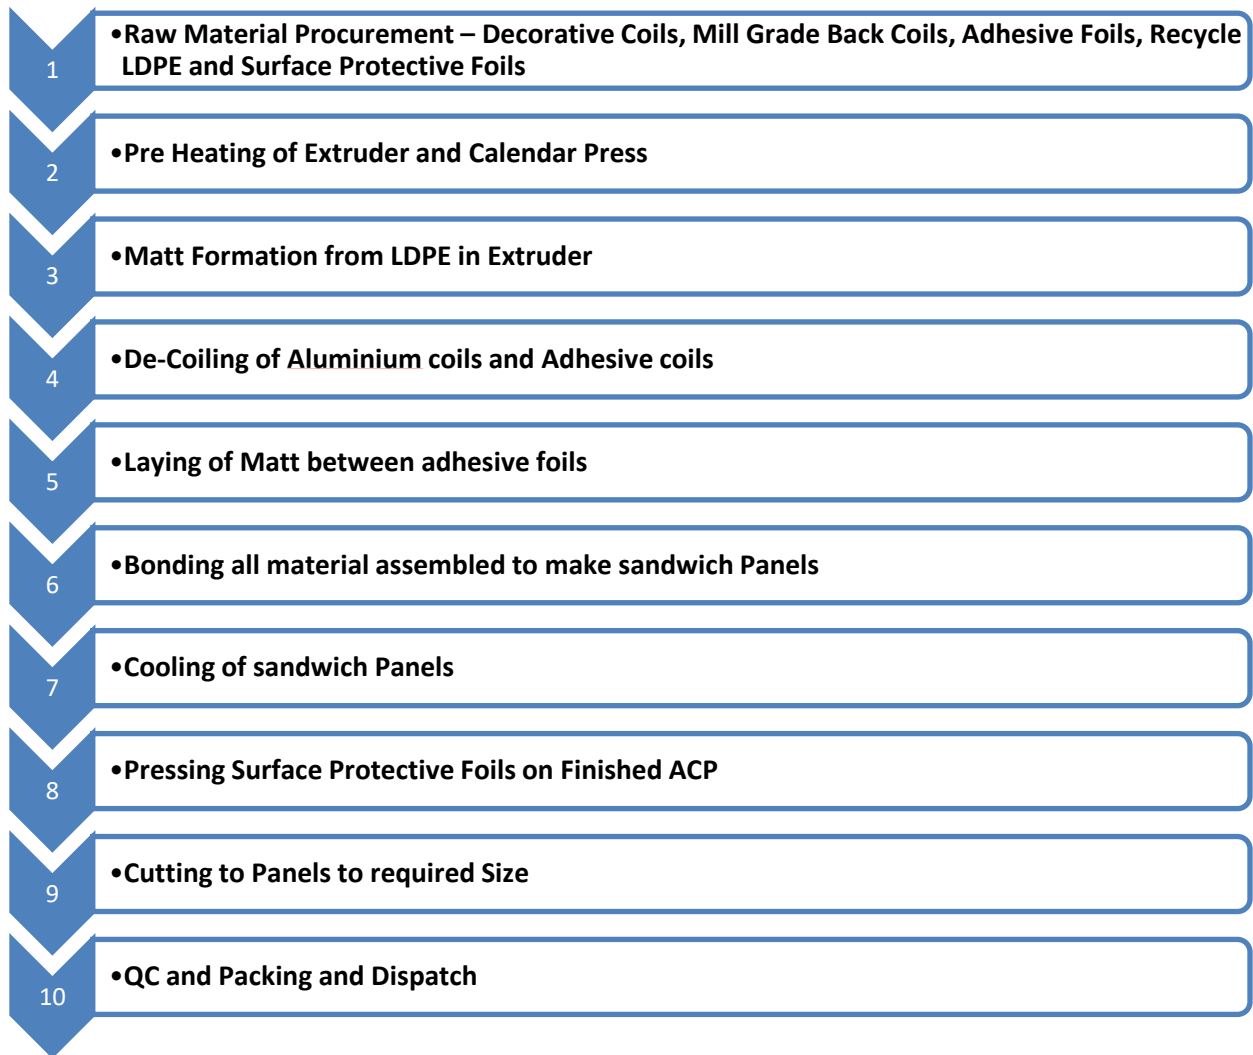 1
•Raw Material Procurement – Decorative Coils, Mill Grade Back Coils, Adhesive Foils, Recycle
LDPE and Surface Protective Foils
2
•Pre Heating of Extruder and Calendar Press
3
•Matt Formation from LDPE in Extruder
4
•De-Coiling of Aluminium coils and Adhesive coils
5
•Laying of Matt between adhesive foils
6
•Bonding all material assembled to make sandwich Panels
7
•Cooling of sandwich Panels
8
•Pressing Surface Protective Foils on Finished ACP
9
•Cutting to Panels to required Size
10
•QC and Packing and Dispatch